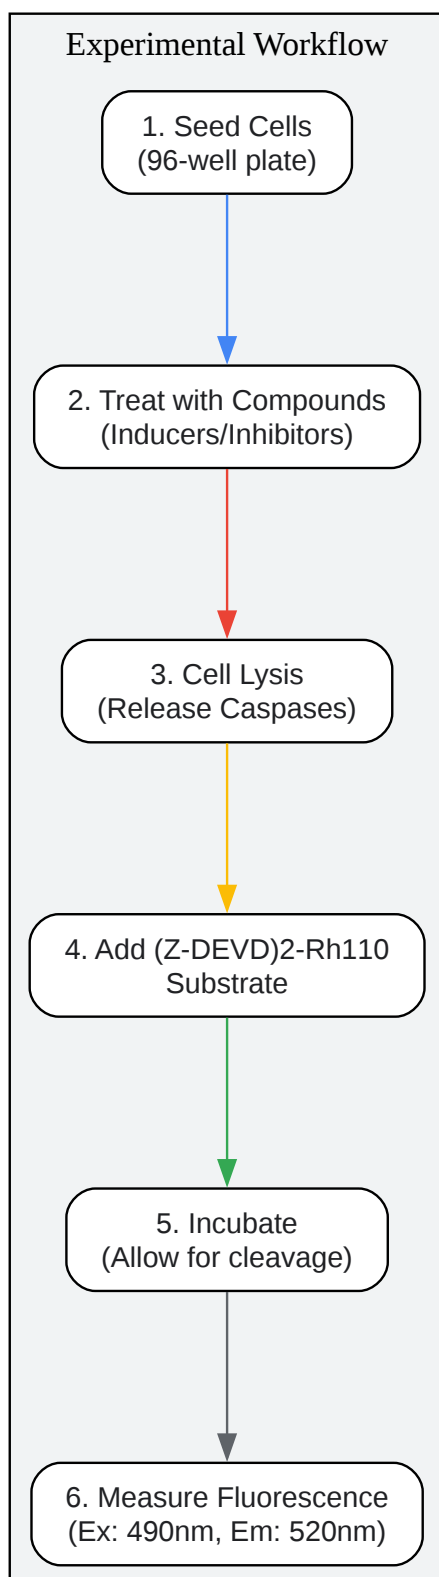 Experimental Workflow
1. Seed Cells
(96-well plate)
2. Treat with Compounds
(Inducers/Inhibitors)
3. Cell Lysis
(Release Caspases)
4. Add (Z-DEVD)2-Rh110
Substrate
5. Incubate
(Allow for cleavage)
6. Measure Fluorescence
(Ex: 490nm, Em: 520nm)